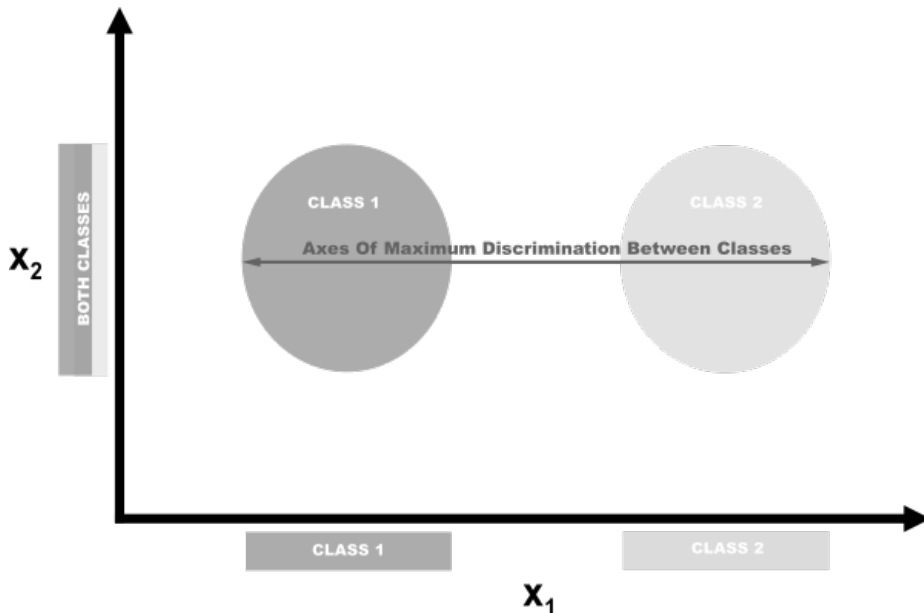 CLASS 1
CLASS 2
Axes Of Maximum Discrimination Between Classes
BOTH CLASSES
X2
CLASS 1
CLASS 2
X1